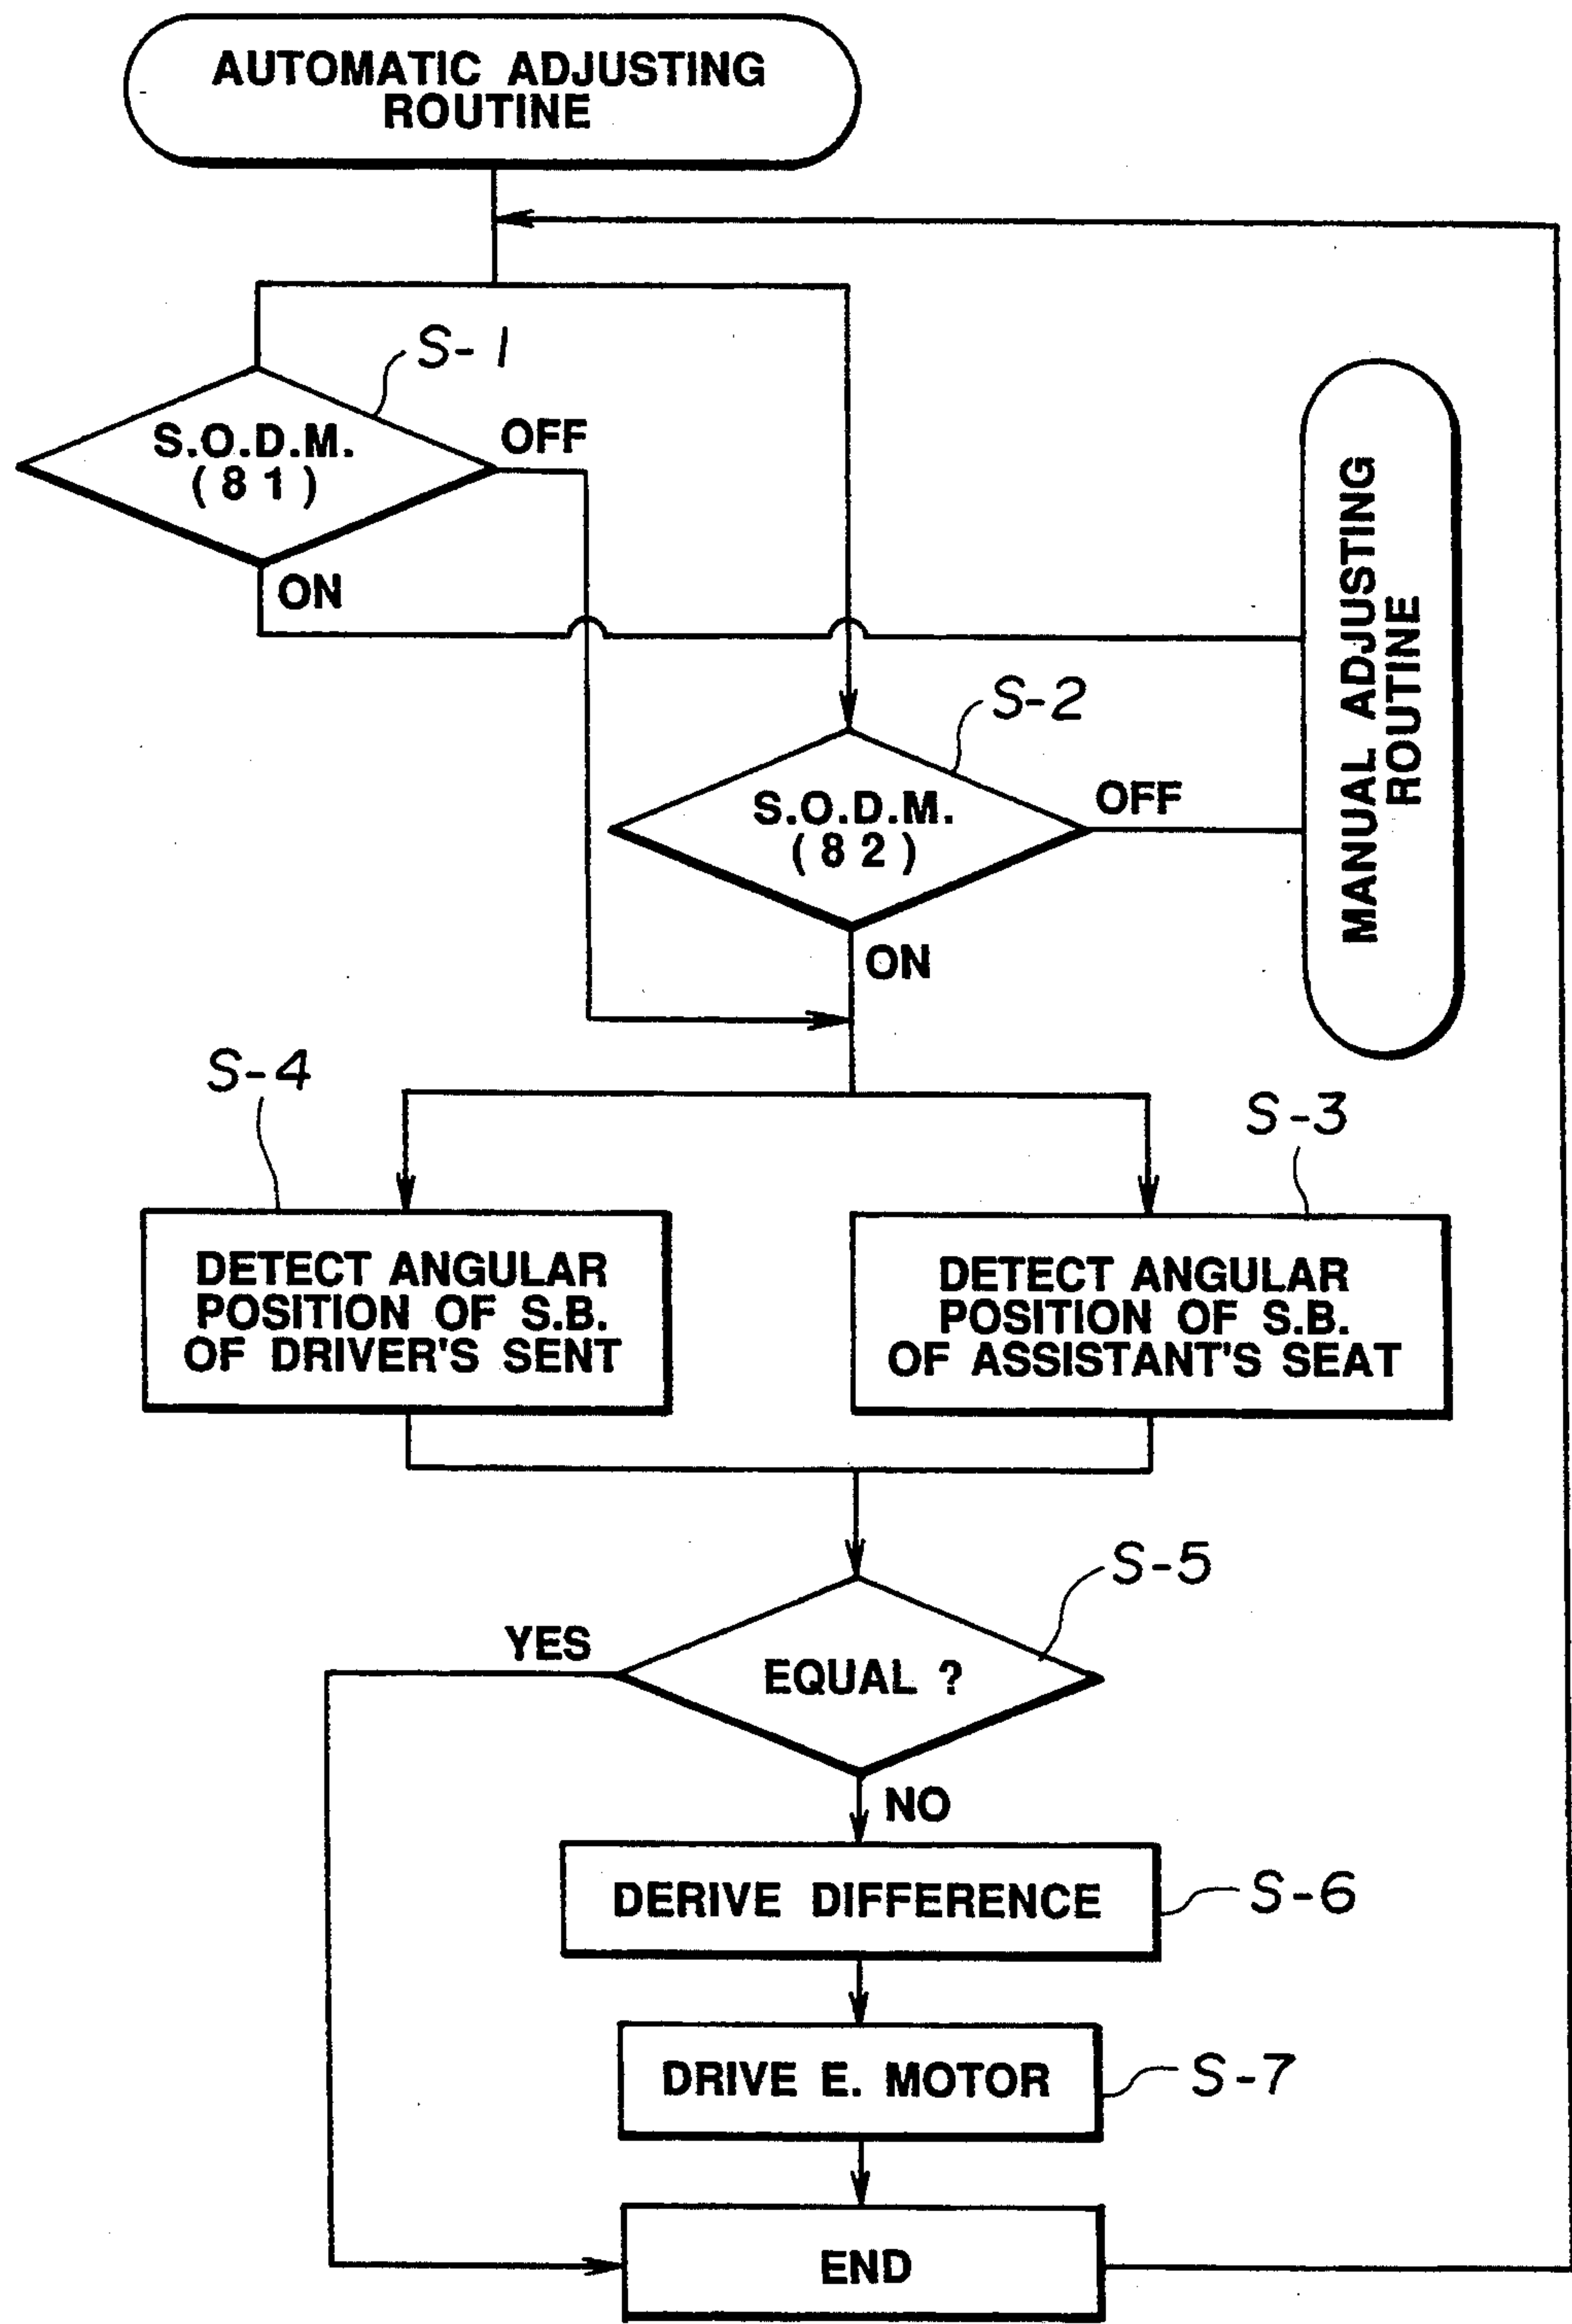 AUTOMATIC ADJUSTING
ROUTINE
S-1
S.O.D.M.
(81)
OFF
ON
MANUAL ADJUSTING
ROUTINE
S-2
S.O.D.M.
(82)
OFF
ON
S-4
S-3
DETECT ANGULAR
POSITION OF S.B.
OF DRIVER'S SENT
DETECT ANGULAR
POSITION OF S.B.
OF ASSISTANT'S SEAT
S-5
YES
EQUAL ?
NO
DERIVE DIFFERENCE
S-6
DRIVE E. MOTOR
S-7
END